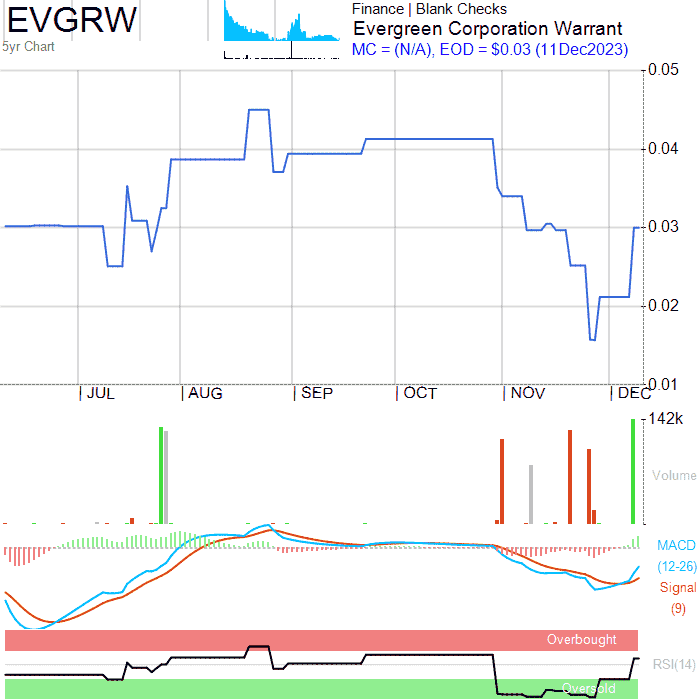 EVGRW
5yr Chart
Finance | Blank Checks
Evergreen Corporation Warrant
MC = (N/A), EOD = $0.03 (11Dec2023)
0.05
0.04
0.03
0.02
0.01
JUL AUG SEP OCT NOV DEC
142k
Volume
MACD
(12-26)
Signal
(9)
Overbought
RSI(14)
Oversold